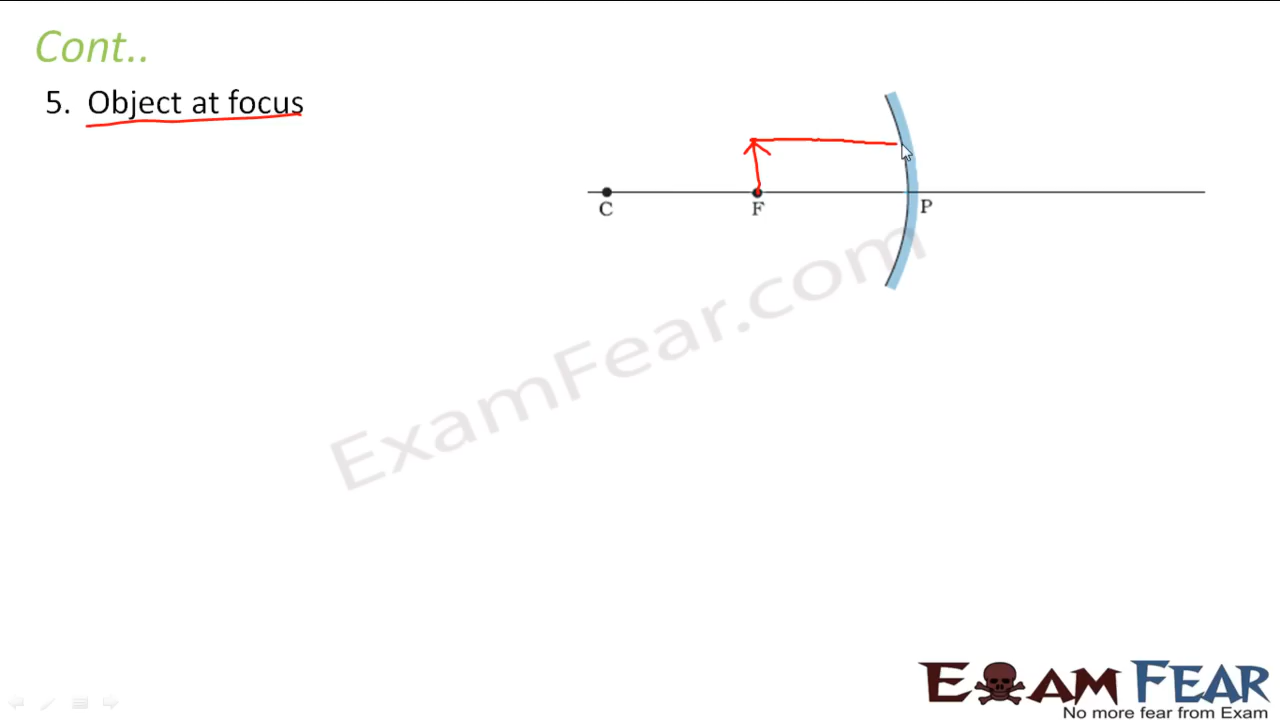 Cont..
5. Object at focus
C
F
P
ExamFear.com
EXAM FEAR
No more fear from Exam